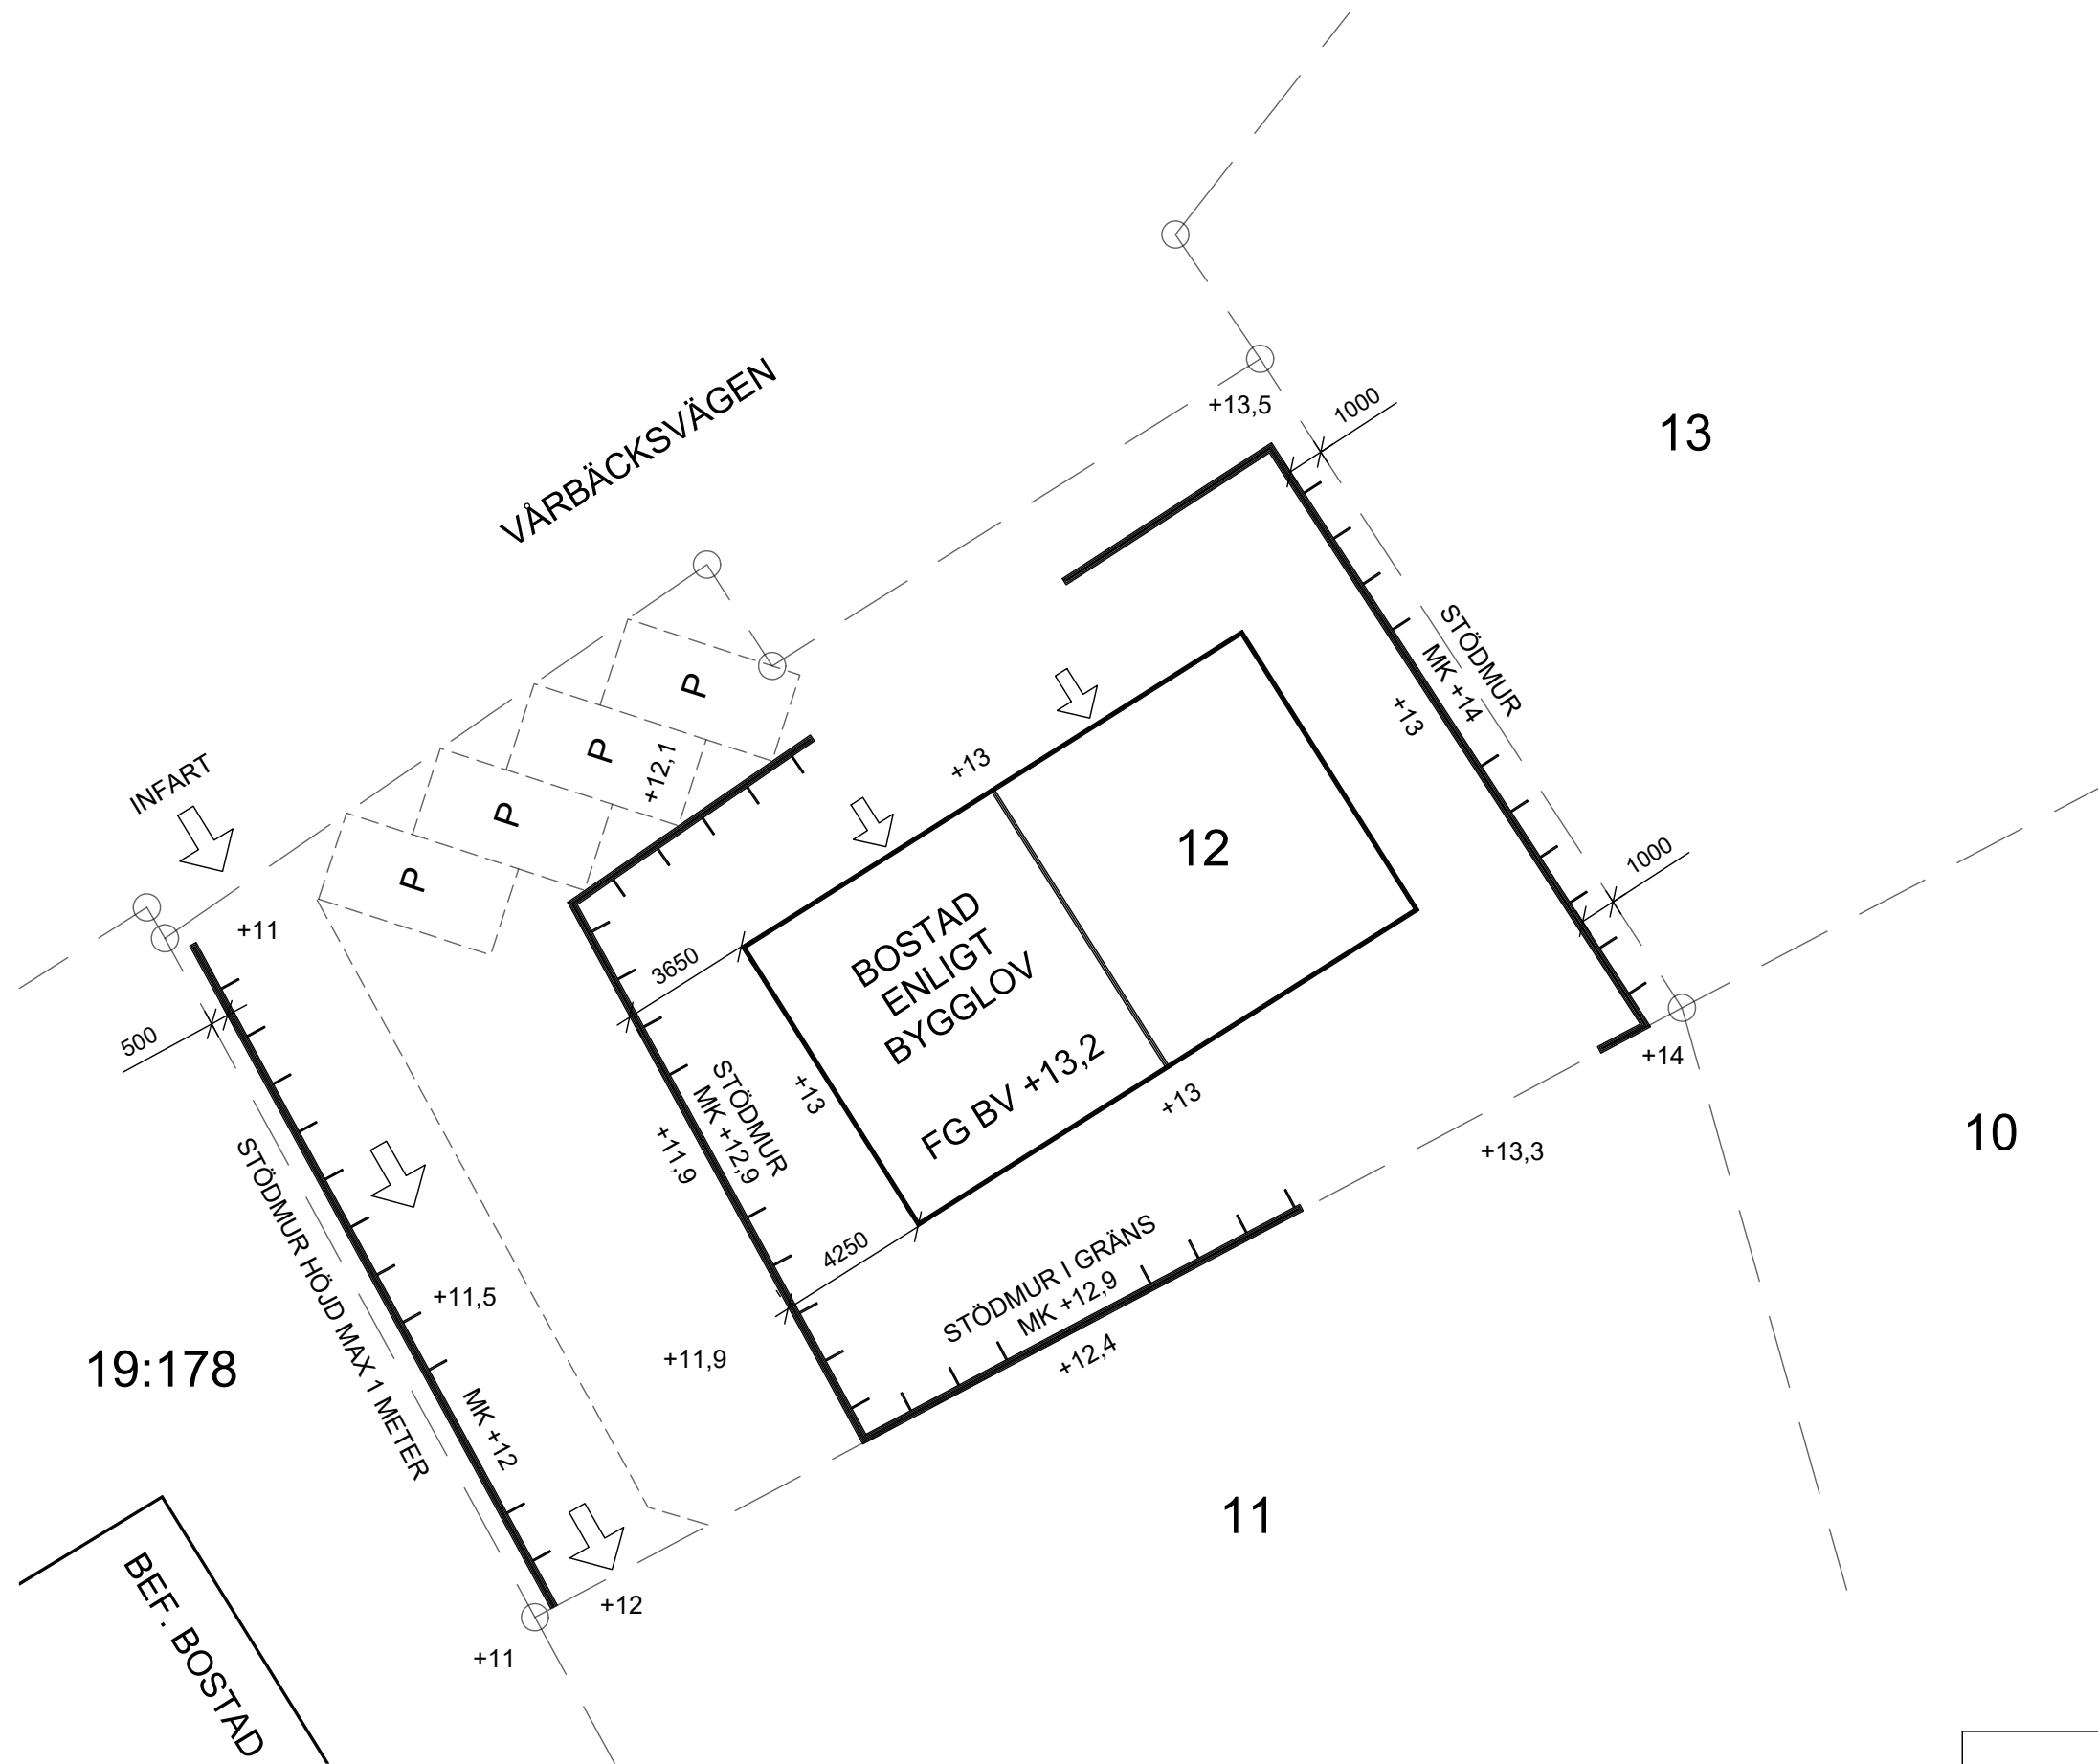 +13,5
1000
13
VÅRBÄCKSVÄGEN
STÖDMUR
MK +14
+13
P
P
P
P
+12,1
INFART
+13
12
1000
+11
3650
BOSTAD
ENLIGT
BYGGLOV
FG BV +13,2
500
+14
+13
+13
STÖDMUR
MK +12,9
+11,9
10
+13,3
STÖDMUR HÖJD MAX 1 METER
4250
STÖDMUR I GRÄNS
MK +12,9
+12,4
+11,5
+11,9
19:178
MK +12
11
+12
+11
BEF. BOSTAD